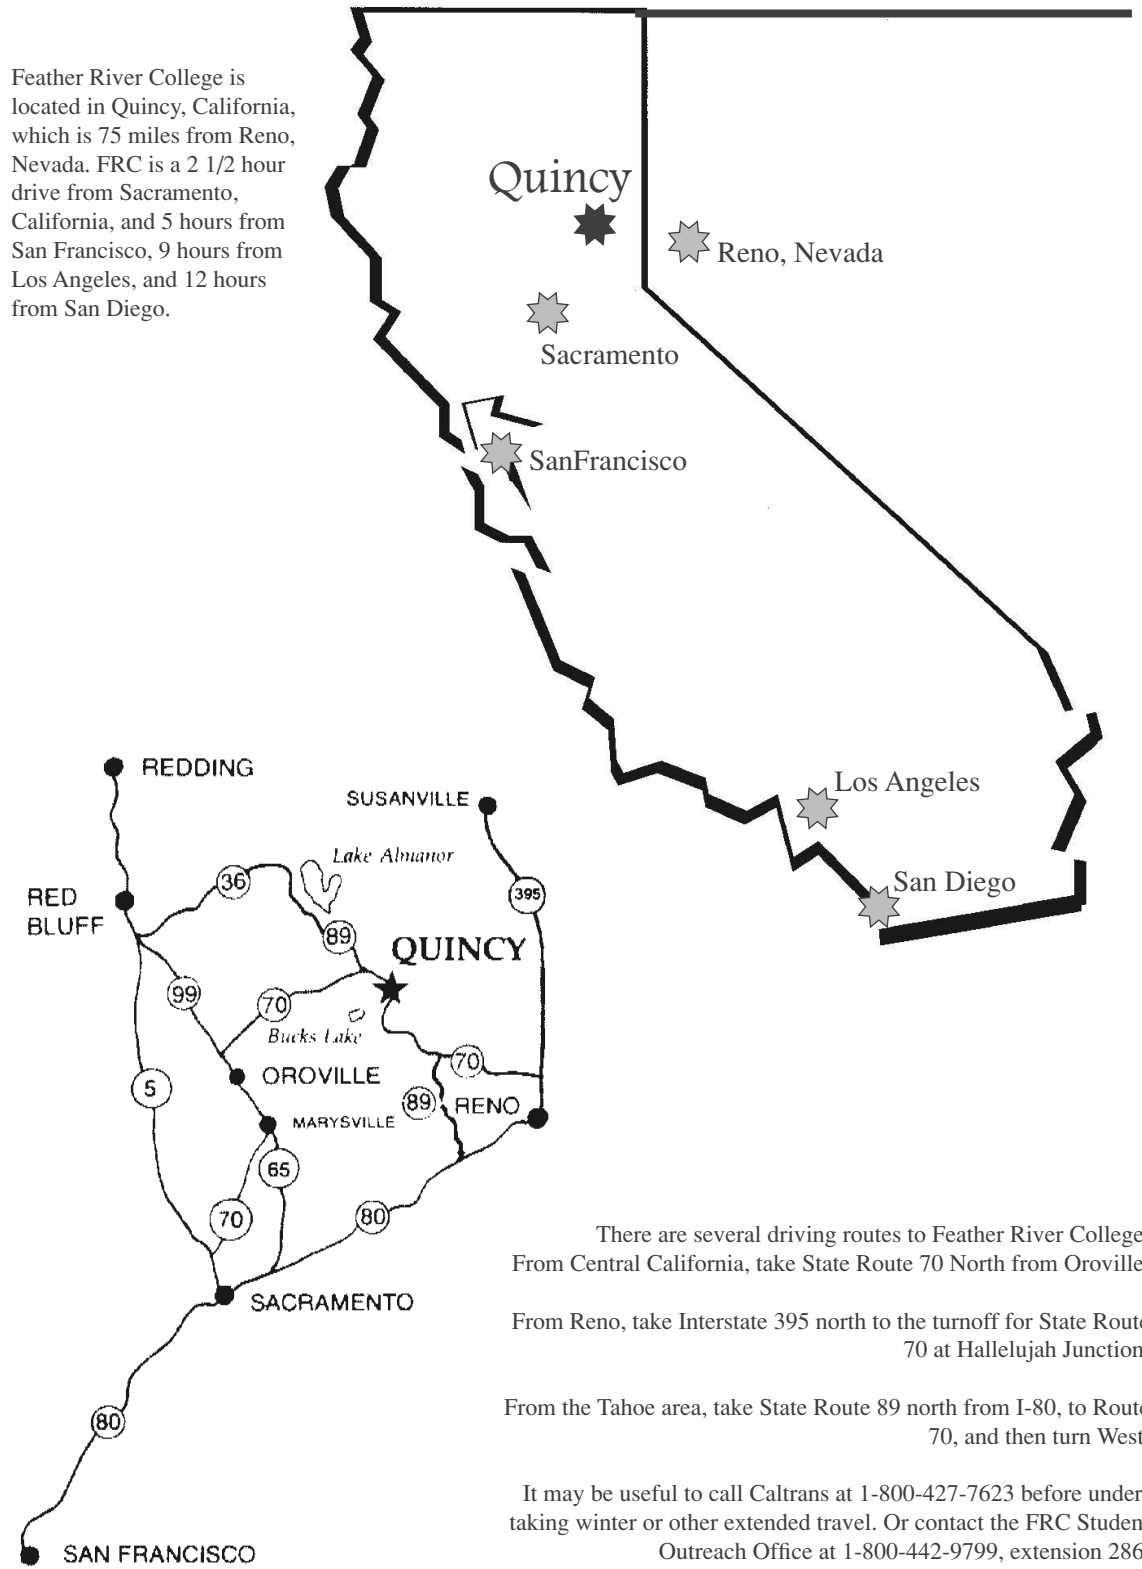 Feather River College is
located in Quincy, California,
which is 75 miles from Reno,
Nevada. FRC is a 2 1/2 hour
drive from Sacramento,
California, and 5 hours from
San Francisco, 9 hours from
Los Angeles, and 12 hours
from San Diego.
Quincy
Reno, Nevada
Sacramento
SanFrancisco
Los Angeles
San Diego
REDDING
SUSANVILLE
Lake Almanor
36
395
RED
BLUFF
89
QUINCY
99
70
Bucks Lake
OROVILLE
70
5
89
RENO
MARYSVILLE
65
70
80
SACRAMENTO
80
SAN FRANCISCO
There are several driving routes to Feather River College
From Central California, take State Route 70 North from Oroville
From Reno, take Interstate 395 north to the turnoff for State Route
70 at Hallelujah Junction
From the Tahoe area, take State Route 89 north from I-80, to Route
70, and then turn West
It may be useful to call Caltrans at 1-800-427-7623 before under
taking winter or other extended travel. Or contact the FRC Studen
Outreach Office at 1-800-442-9799, extension 286